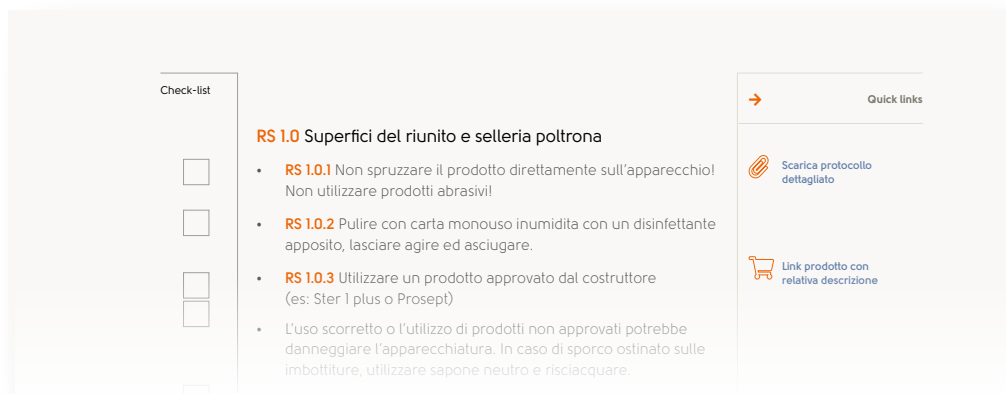 Check-list
RS 1.0 Superfici del riunito e selleria poltrona
• RS 1.0.1 Non spruzzare il prodotto direttamente sull'apparecchio!
Non utilizzare prodotti abrasivi!
• RS 1.0.2 Pulire con carta monouso inumidita con un disinfettante
apposito, lasciare agire ed asciugare.
• RS 1.0.3 Utilizzare un prodotto approvato dal costruttore
(es: Ster 1 plus o Prosept)
• L'uso scorretto o l'utilizzo di prodotti non approvati potrebbe
danneggiare l'apparecchiatura. In caso di sporco ostinato sulle
imbottiture, utilizzare sapone neutro e risciacquare.
Quick links
Scarica protocollo
dettagliato
Link prodotto con
relativa descrizione